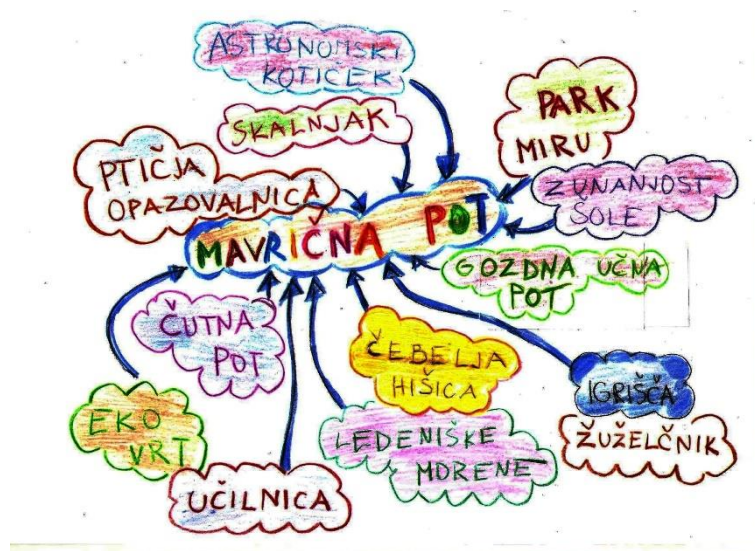 ASTRONOMSKI
KOTIČEK
SKALNJAK
PARK
MIRU
PTIČJA
OPAZOVALNICA
ZUNANJOST
ŠOLE
MAVRIČNA POT
GOZDNA UČNA
POT
ČUTNA
POT
ČEBELJA
HIŠICA
IGRIŠČA
EKO
VRT
LEDENIŠKE
MORENE
ŽUŽELČNIK
UČILNICA